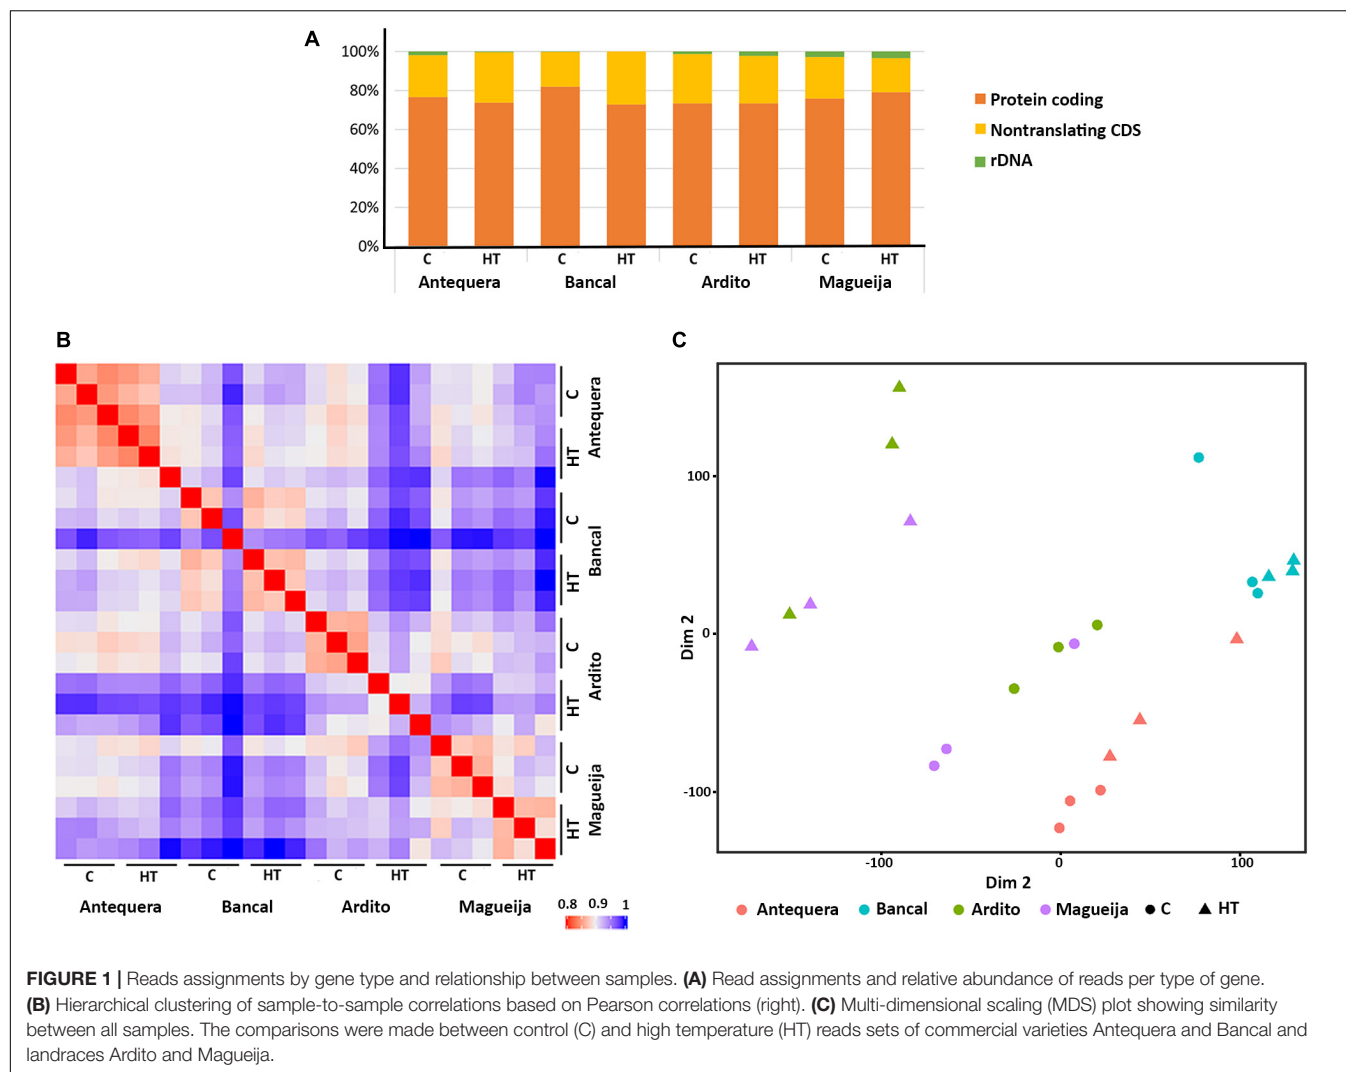 A
100%
80%
60%
40%
20%
0%
C HT C HT C HT C HT
Antequera Bancal Ardito Magueija
Protein coding
Nontranslating CDS
rDNA
B
C
HT
Antequera
C
HT
Bancal
C
HT
Ardito
C
HT
Magueija
C HT C HT C HT C HT
Antequera Bancal Ardito Magueija
0.8 0.9 1
C
100
0
-100
Dim 2
-100 0 100
Dim 2
Antequera Bancal Ardito Magueija C HT
FIGURE 1 | Reads assignments by gene type and relationship between samples. (A) Read assignments and relative abundance of reads per type of gene.
(B) Hierarchical clustering of sample-to-sample correlations based on Pearson correlations (right). (C) Multi-dimensional scaling (MDS) plot showing similarity
between all samples. The comparisons were made between control (C) and high temperature (HT) reads sets of commercial varieties Antequera and Bancal and
landraces Ardito and Magueija.